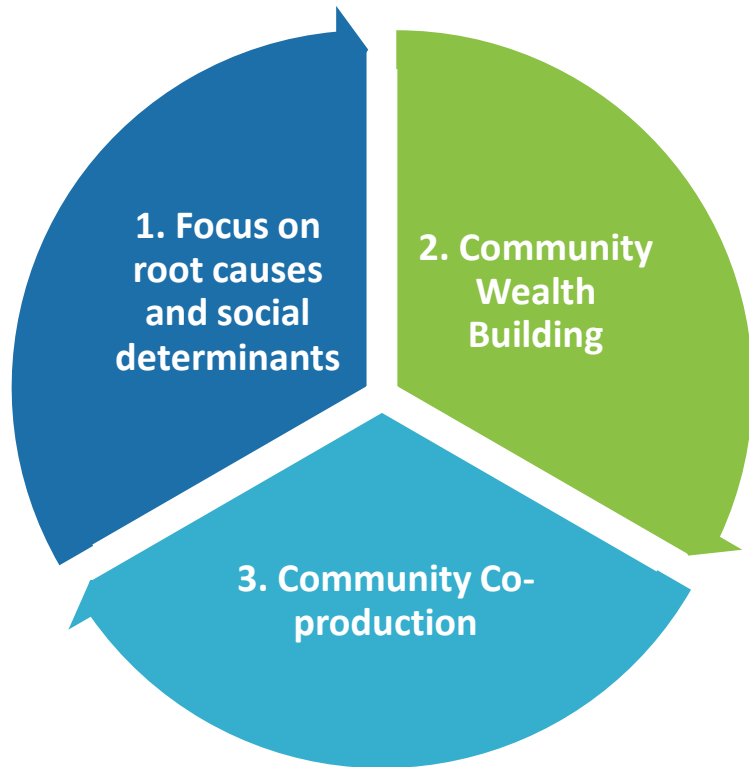 1. Focus on
root causes
and social
determinants
2. Community
Wealth
Building
3. Community Co-
production